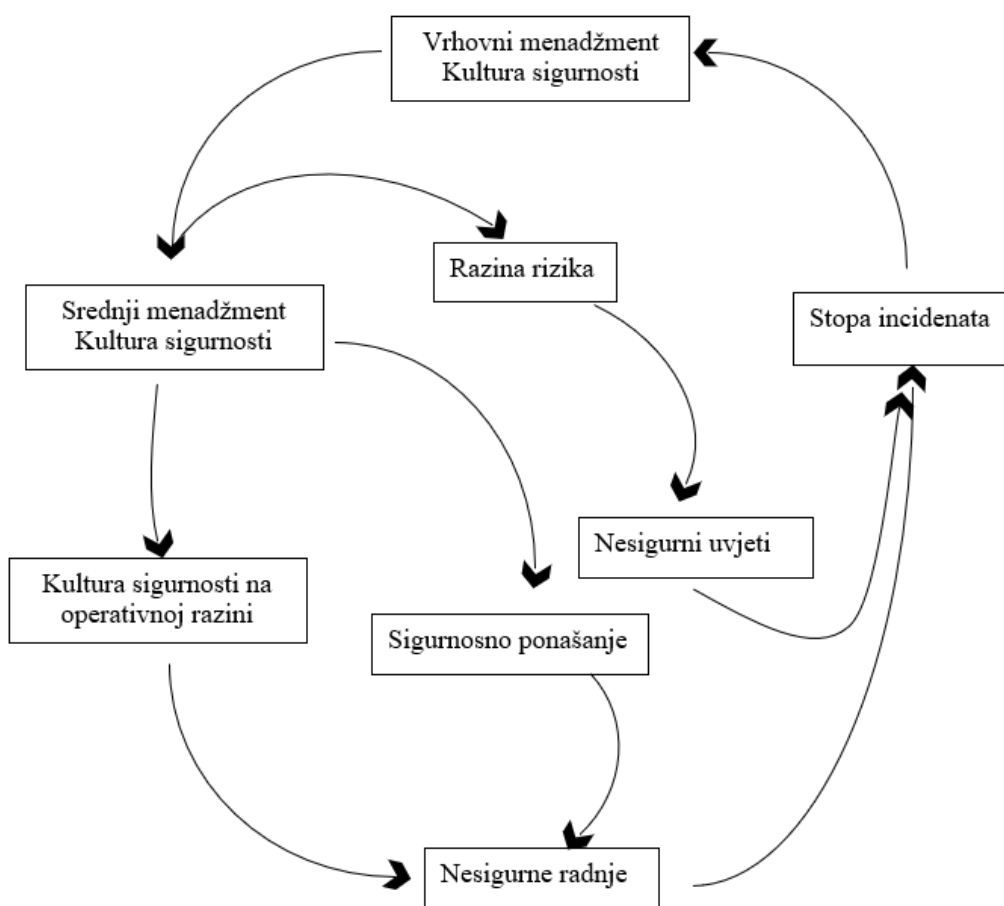 Vrhovni menadžment
Kultura sigurnosti
Razina rizika
Srednji menadžment
Kultura sigurnosti
Stopa incidenata
Nesigurni uvjeti
Kultura sigurnosti na
operativnoj razini
Sigurnosno ponašanje
Nesigurne radnje